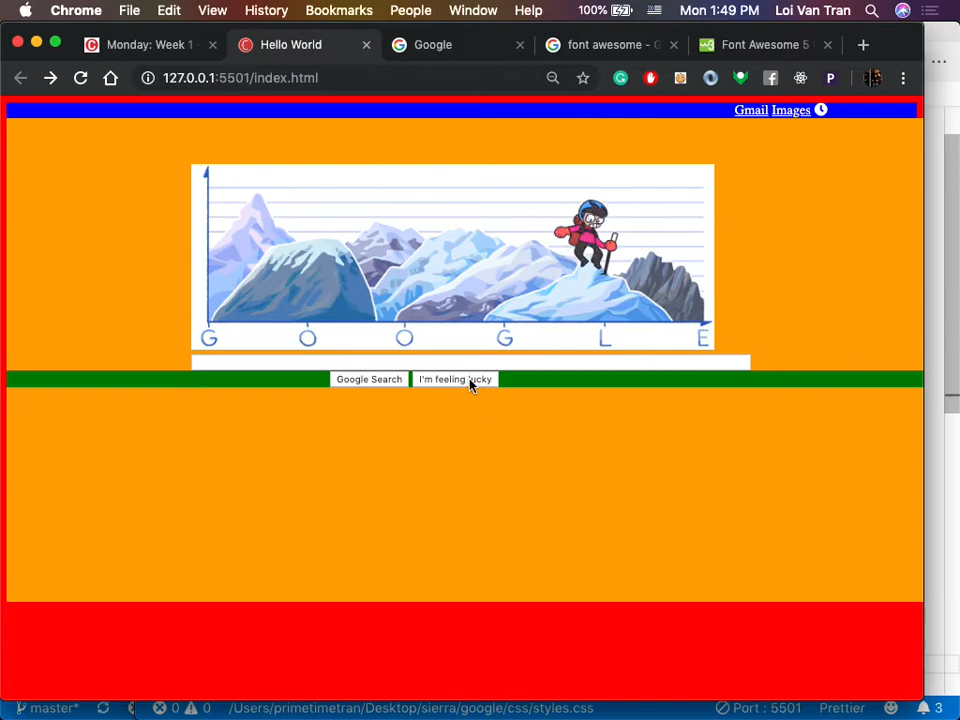 Chrome File Edit View History Bookmarks People Window Help 100% Mon 1:49 PM Loi Van Tran
Monday: Week 1 Hello World Google font awesome - G Font Awesome 5
127.0.0.1:5501/index.html
Gmail Images
G O O G L E
Google Search I'm feeling lucky
master* 0 0 /Users/primetimetran/Desktop/sierra/google/css/styles.css Port : 5501 Prettier 3